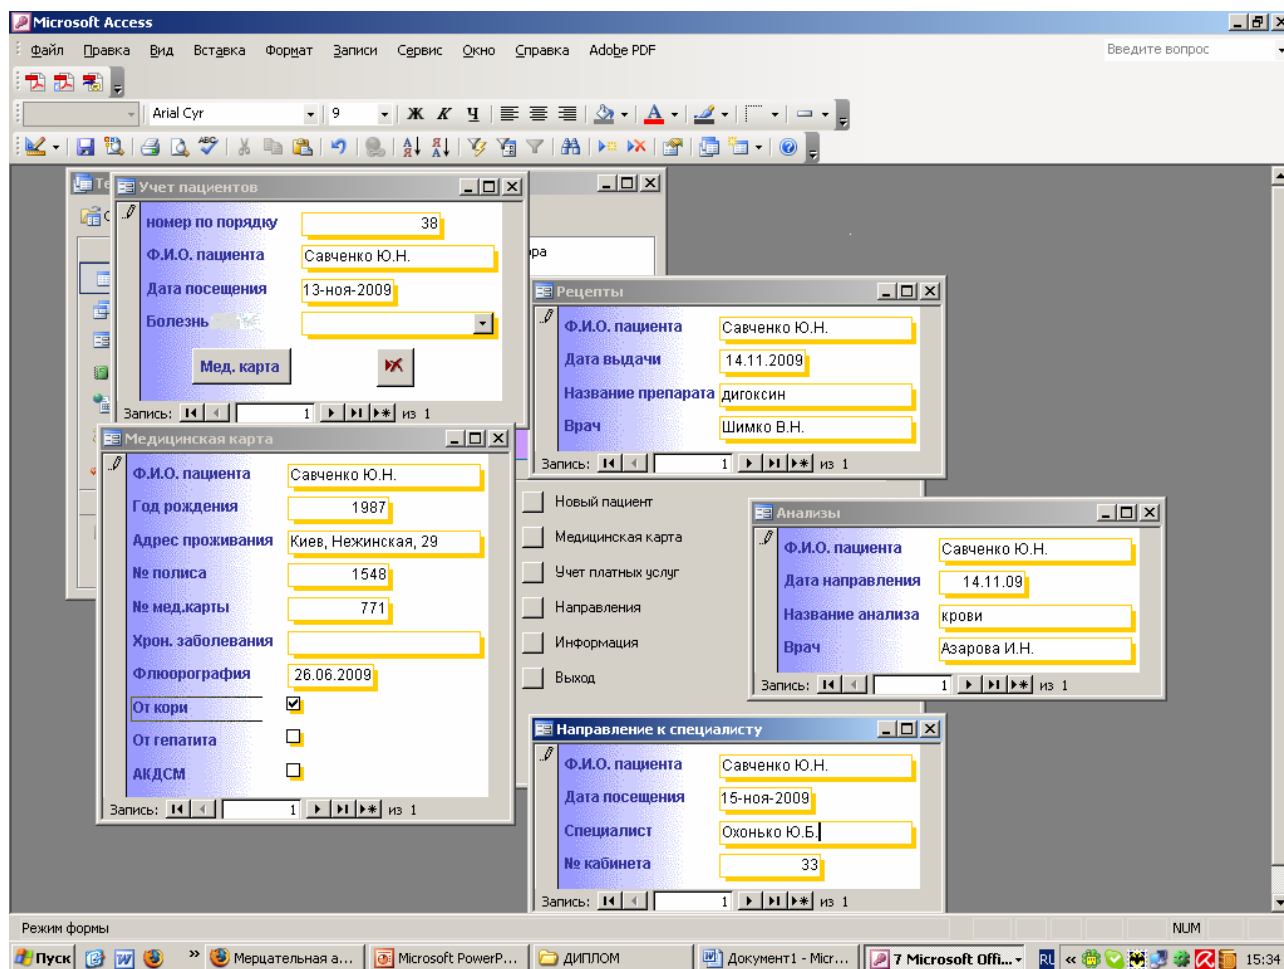 Microsoft Access
Файл Правка Вид Вставка Формат Записи Сервис Окно Справка Adobe PDF
Введите вопрос
Arial Cyr 9 Ж К Ч
Учет пациентов
номер по порядку 38
Ф.И.О. пациента Савченко Ю.Н.
Дата посещения 13-ноя-2009
Болезнь
Мед. карта
Запись: 1 из 1
Рецепты
Ф.И.О. пациента Савченко Ю.Н.
Дата выдачи 14.11.2009
Название препарата дигоксин
Врач Шимко В.Н.
Запись: 1 из 1
Медицинская карта
Ф.И.О. пациента Савченко Ю.Н.
Год рождения 1987
Адрес проживания Киев, Нежинская, 29
№ полиса 1548
№ мед.карты 771
Хрон. заболевания
Флюорография 26.06.2009
От кори
От гепатита
АКДСМ
Запись: 1 из 1
Новый пациент
Медицинская карта
Учет платных услуг
Направления
Информация
Выход
Анализы
Ф.И.О. пациента Савченко Ю.Н.
Дата направления 14.11.09
Название анализа крови
Врач Азарова И.Н.
Запись: 1 из 1
Направление к специалисту
Ф.И.О. пациента Савченко Ю.Н.
Дата посещения 15-ноя-2009
Специалист Охонько Ю.Б.
№ кабинета 33
Запись: 1 из 1
Режим формы
NUM
Пуск » Мерцательная а... Microsoft PowerP... ДИПЛОМ Документ1 - Micr... 7 Microsoft Offi... RU « 15:34